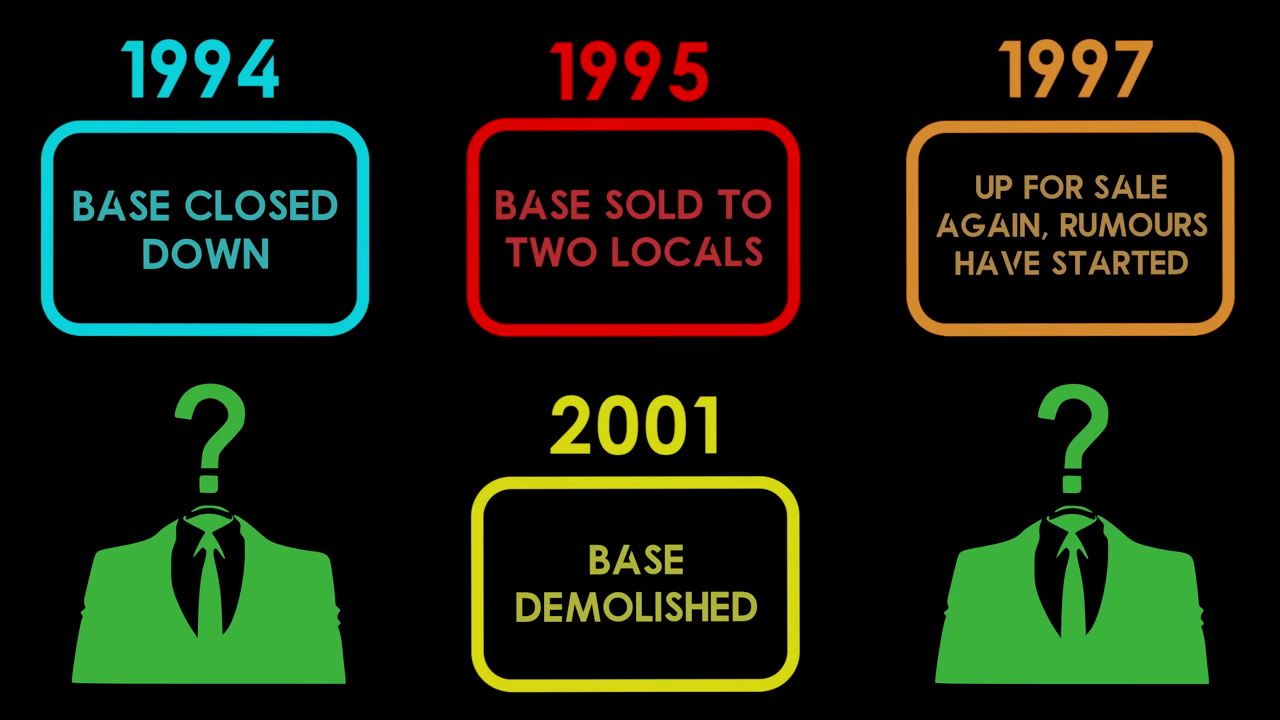 1994
BASE CLOSED
DOWN
1995
BASE SOLD TO
TWO LOCALS
1997
UP FOR SALE
AGAIN, RUMOURS
HAVE STARTED
?
2001
BASE
DEMOLISHED
?